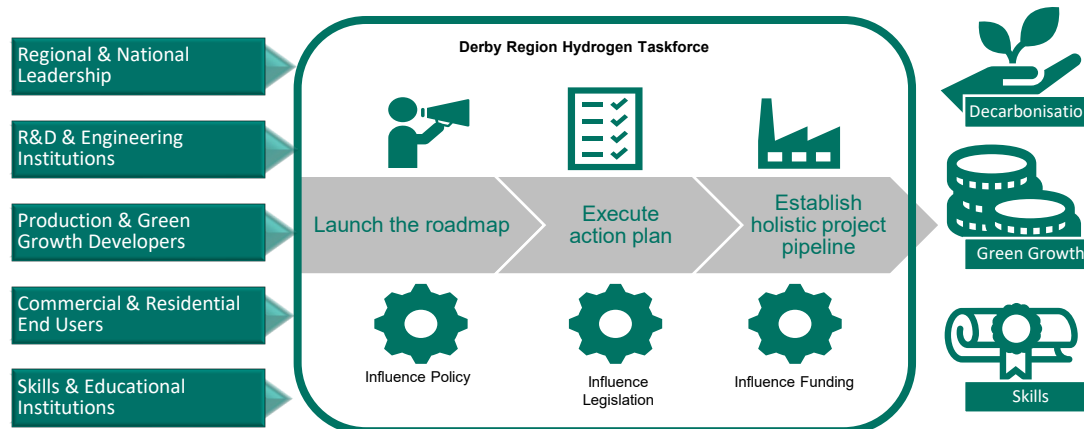 Regional & National
Leadership
R&D & Engineering
Institutions
Production & Green
Growth Developers
Commercial & Residential
End Users
Skills & Educational
Institutions
Derby Region Hydrogen Taskforce
Launch the roadmap
Execute
action plan
Establish
holistic project
pipeline
Influence Policy
Influence
Legislation
Influence Funding
Decarbonisatio
Green Growth
Skills